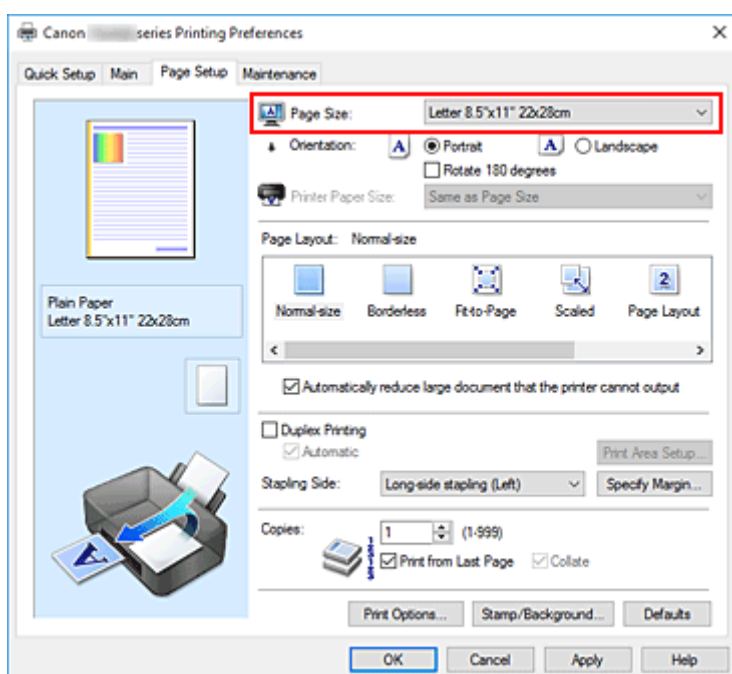 Canon series Printing Preferences
Quick Setup Main Page Setup Maintenance
Page Size: Letter 8.5"x11" 22x28cm
Orientation: A Portrait A Landscape
Rotate 180 degrees
Printer Paper Size: Same as Page Size
Page Layout: Normal-size
Normal-size Borderless Fit-to-Page Scaled Page Layout
Plain Paper
Letter 8.5"x11" 22x28cm
Automatically reduce large document that the printer cannot output
Duplex Printing
Automatic
Print Area Setup...
Stapling Side: Long-side stapling (Left) Specify Margin...
Copies: 1 (1-999)
Print from Last Page Collate
Print Options... Stamp/Background... Defaults
OK Cancel Apply Help